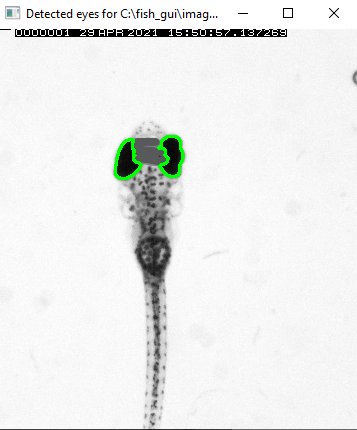 Detected eyes for C:\fish_gui\imag...
0000001 29 APR 2021 15:50:57.137269